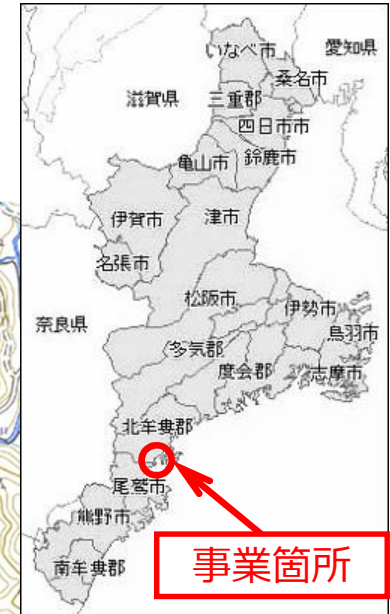 いなべ市
愛知県
桑名市
滋賀県
三重郡
四日市市
亀山市
鈴鹿市
伊賀市
津市
名張市
松阪市
伊勢市
奈良県
鳥羽市
多気郡
度会郡
志摩市
北牟婁郡
尾鷲市
熊野市
事業箇所
南牟婁郡